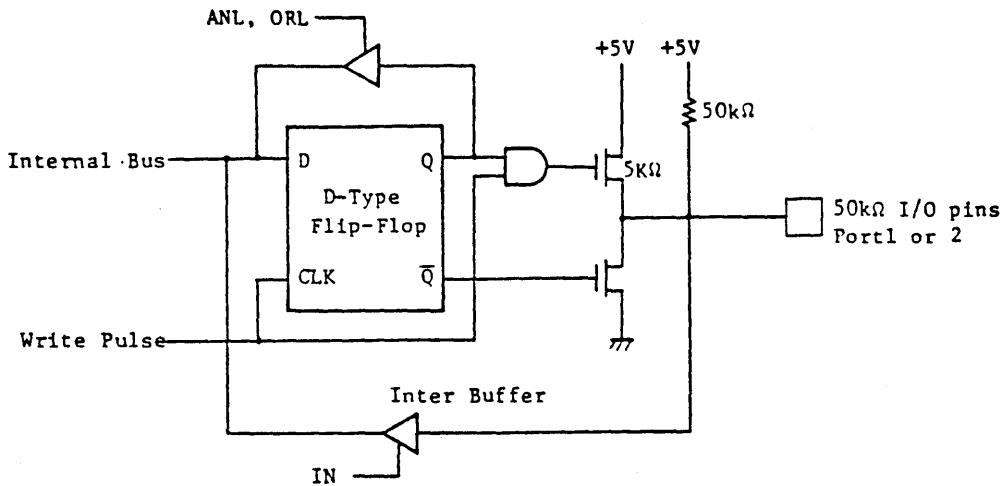 ANL, ORL
+5V +5V
50kΩ
Internal Bus
D Q
5KΩ
D-Type
Flip-Flop
50kΩ I/O pins
Port1 or 2
CLK Q̅
Write Pulse
Inter Buffer
IN